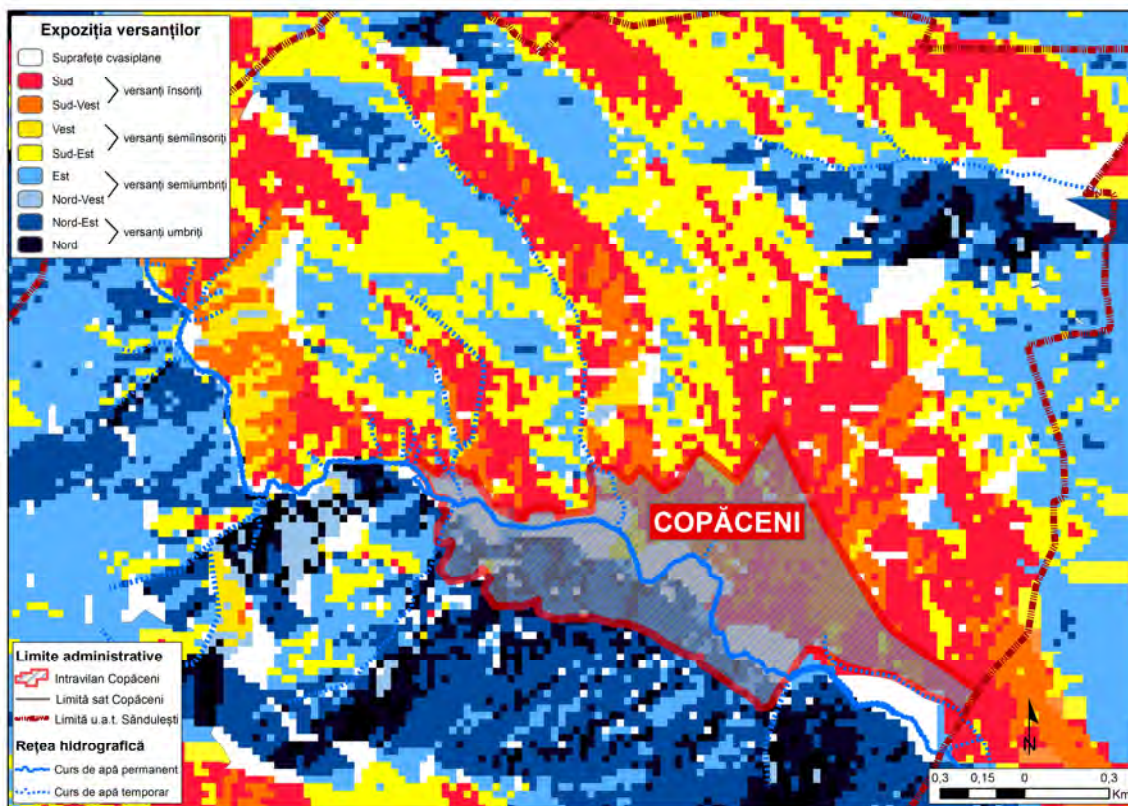 Expoziția versanților
Suprafețe cvasiplane
Sud
Sud-Vest
versanți însoriți
Vest
Sud-Est
versanți semiînsoriți
Est
Nord-Vest
versanți semiumbriți
Nord-Est
Nord
versanți umbriți
COPĂCENI
Limite administrative
Intravilan Copăceni
Limită sat Copăceni
Limită u.a.t. Săndulești
Rețea hidrografică
Curs de apă permanent
Curs de apă temporar
N
0,3 0,15 0 0,3
Km